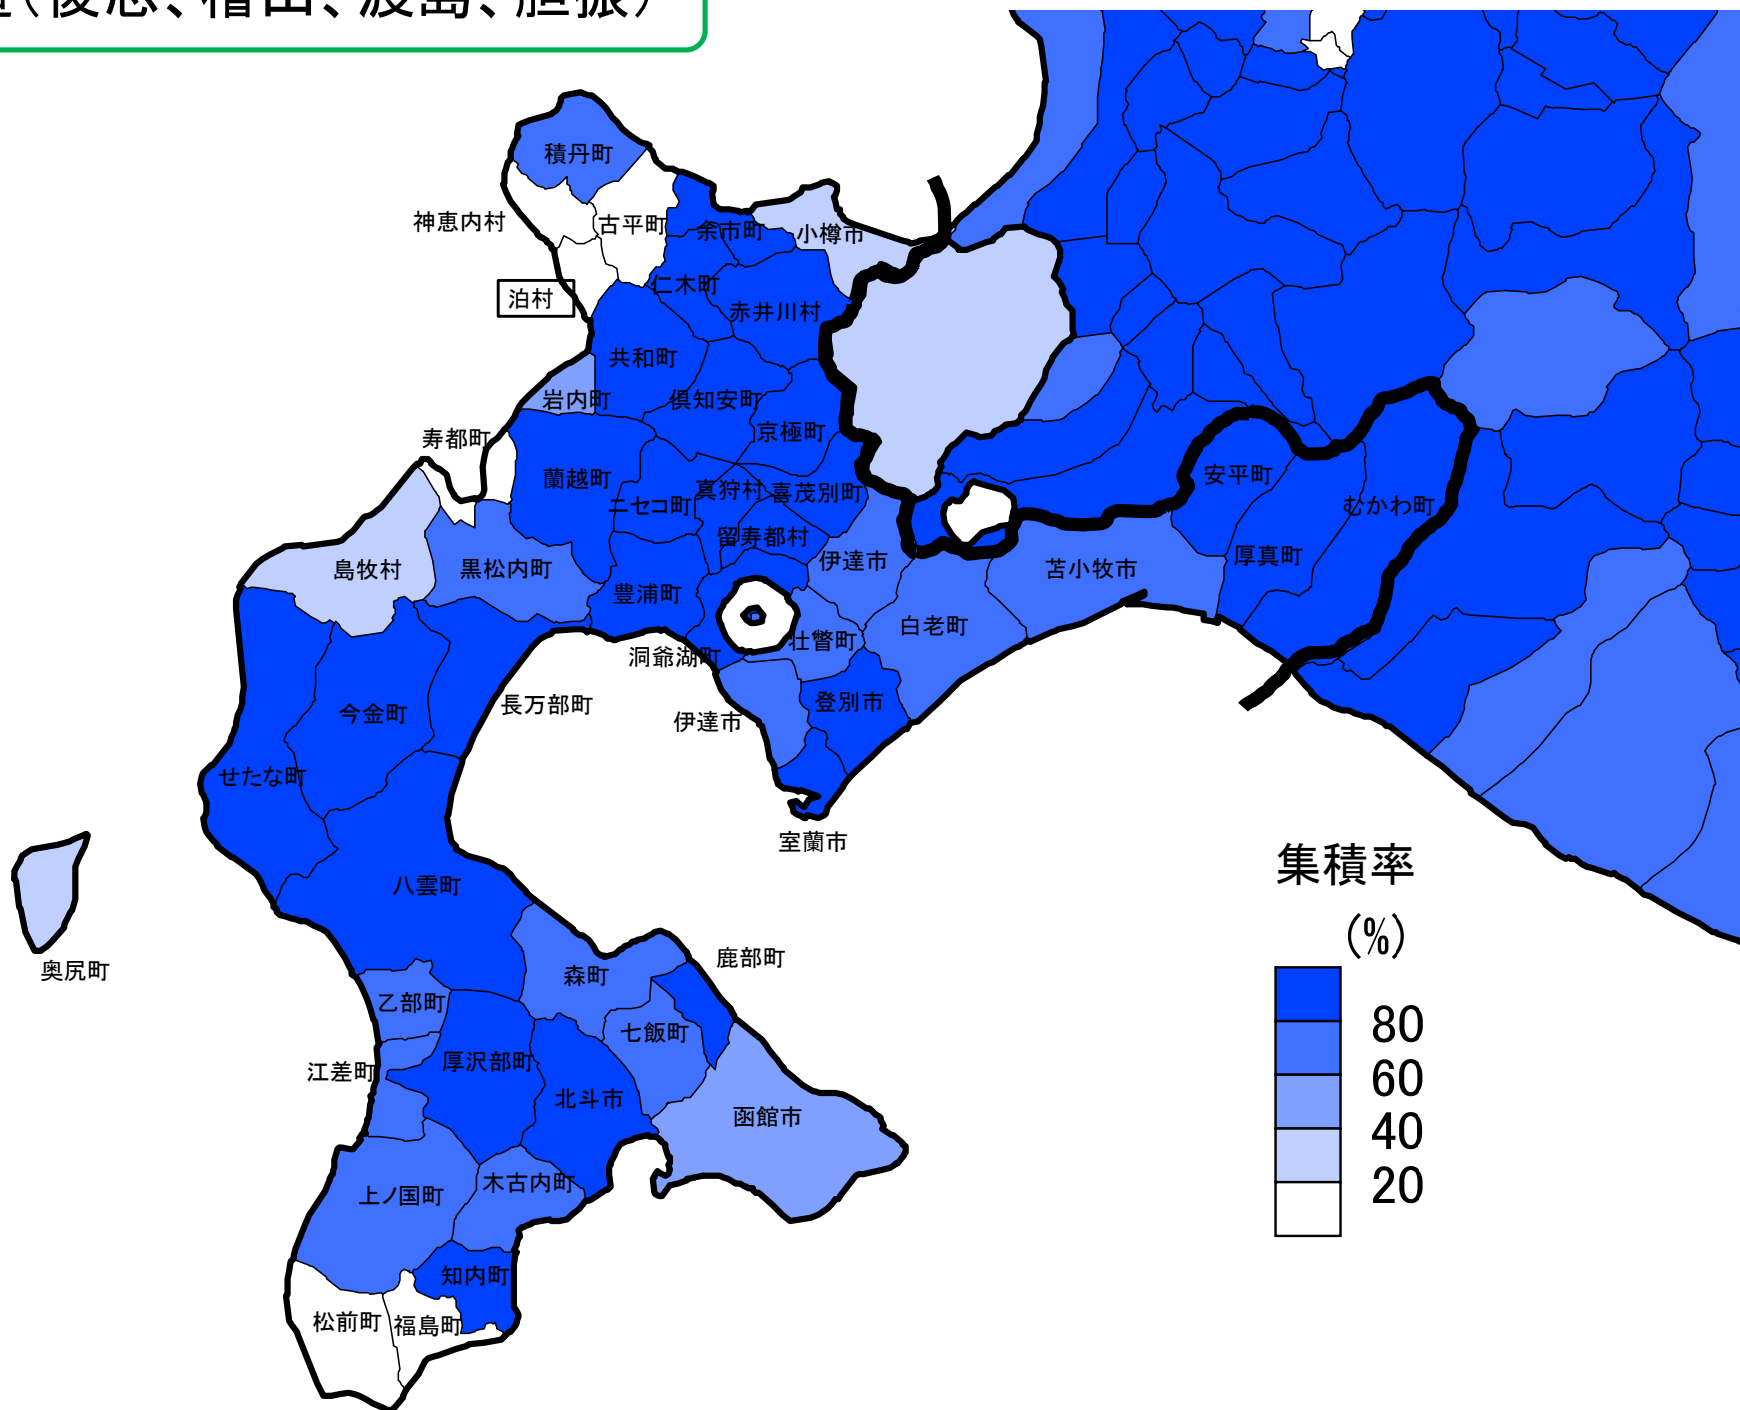 （後志、檜山、渡島、胆振）
積丹町
神恵内村
古平町
余市町
小樽市
仁木町
泊村
赤井川村
共和町
岩内町
倶知安町
京極町
寿都町
蘭越町
ニセコ町
真狩村
喜茂別町
留寿都村
安平町
むかわ町
厚真町
島牧村
黒松内町
豊浦町
伊達市
苫小牧市
白老町
壮瞥町
洞爺湖町
登別市
伊達市
長万部町
今金町
せたな町
室蘭市
八雲町
奥尻町
森町
鹿部町
乙部町
七飯町
江差町
厚沢部町
北斗市
函館市
上ノ国町
木古内町
知内町
松前町
福島町
集積率
(%)
80
60
40
20